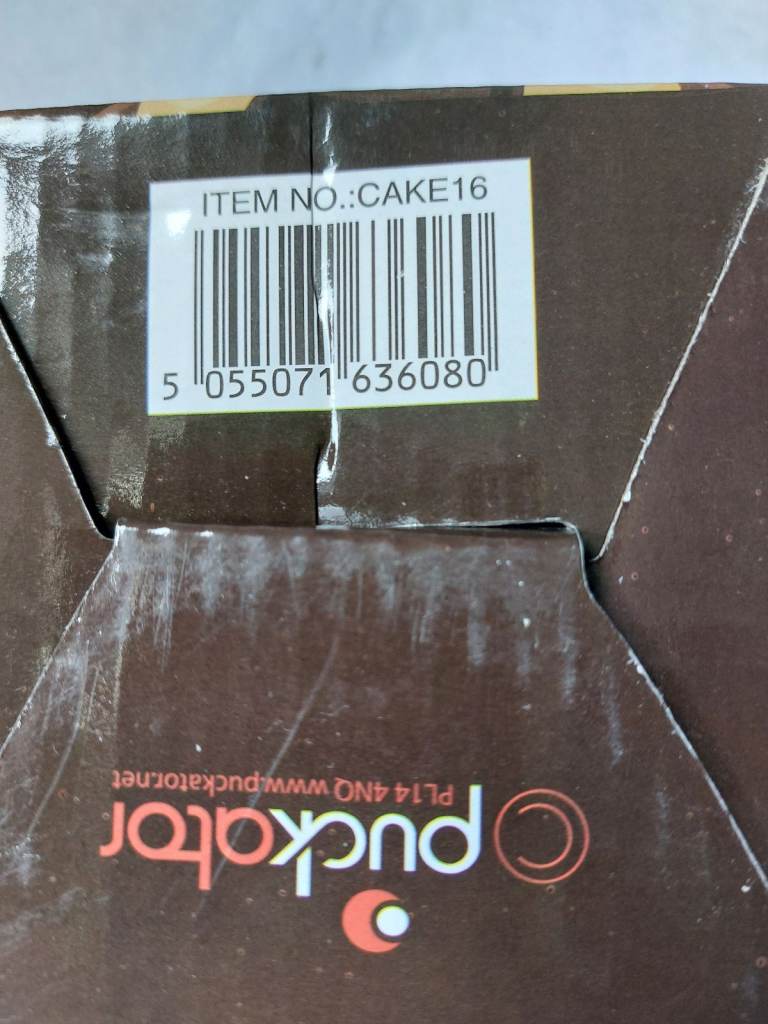 ITEM NO.:CAKE16
5 055071 636080
© puckator
PL14 4NQ www.puckator.net